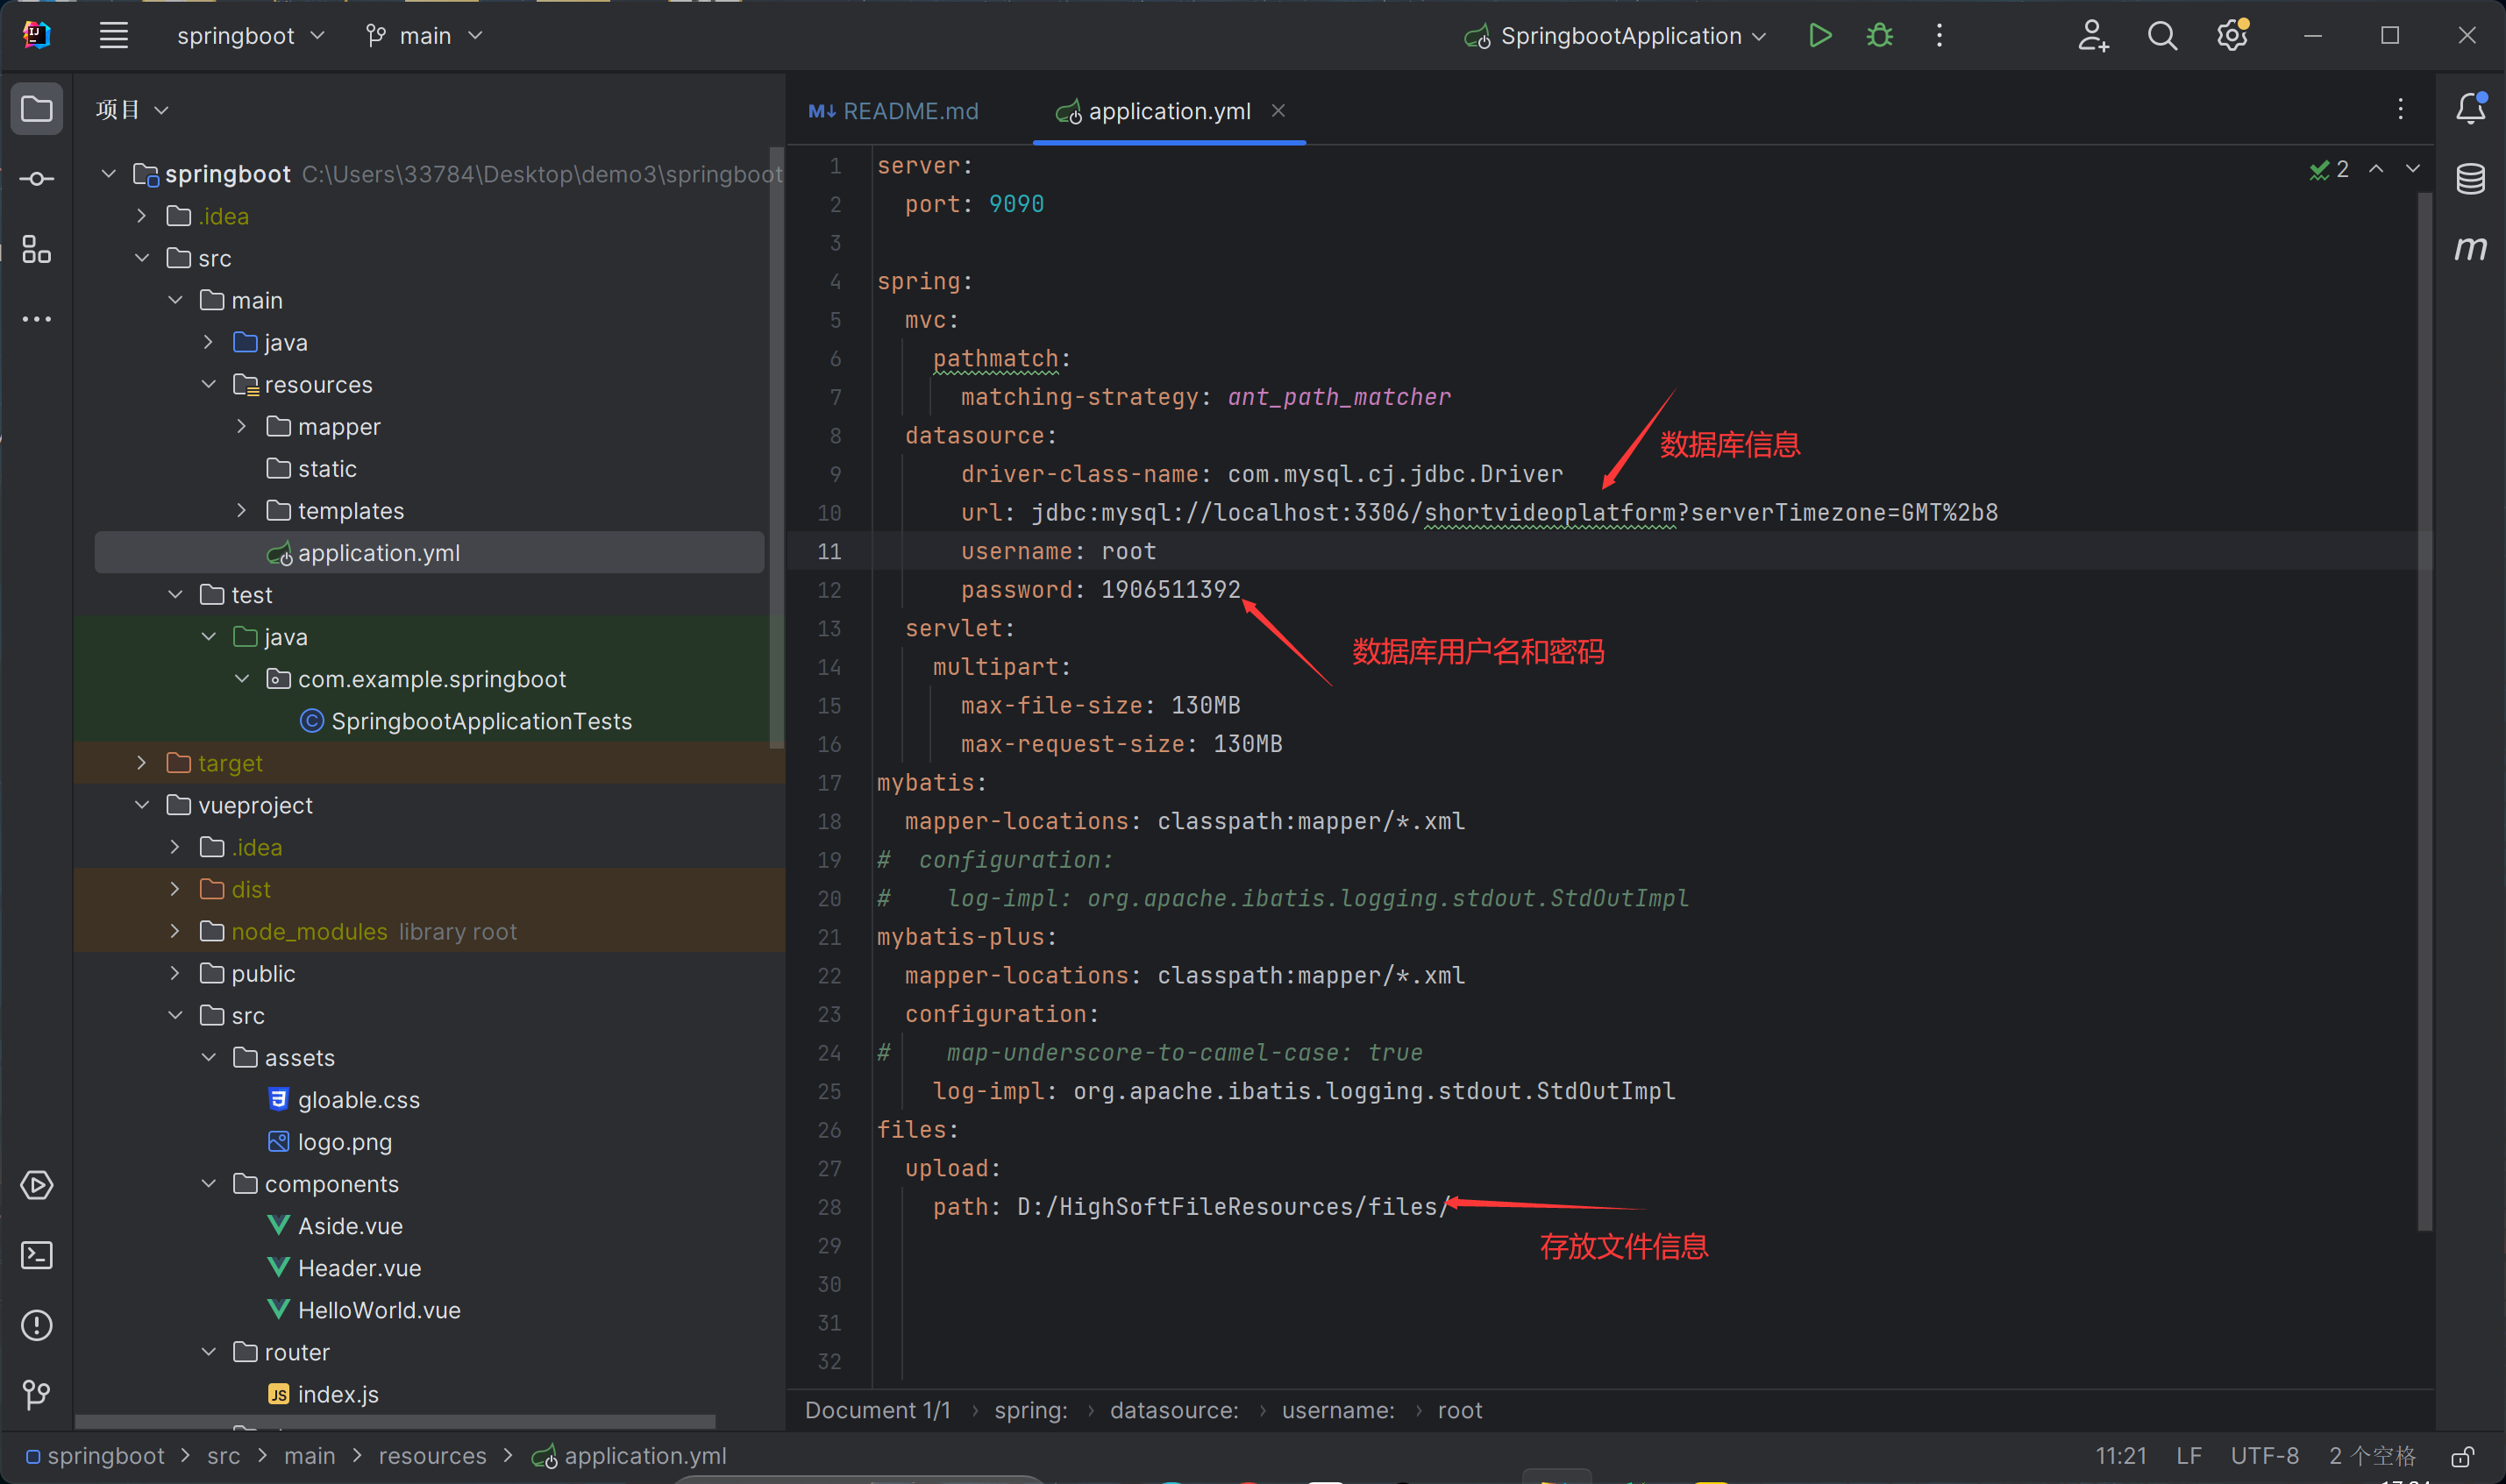 springboot
main
SpringbootApplication
项目
springboot C:\Users\33784\Desktop\demo3\springboot
.idea
src
main
java
resources
mapper
static
templates
application.yml
test
java
com.example.springboot
SpringbootApplicationTests
target
vueproject
.idea
dist
node_modules library root
public
src
assets
gloable.css
logo.png
components
Aside.vue
Header.vue
HelloWorld.vue
router
JS index.js
M↓ README.md
application.yml
2
m
1 server:
2   port: 9090
3
4 spring:
5   mvc:
6     pathmatch:
7       matching-strategy: ant_path_matcher
8   datasource:
数据库信息
9       driver-class-name: com.mysql.cj.jdbc.Driver
10       url: jdbc:mysql://localhost:3306/shortvideoplatform?serverTimezone=GMT%2b8
11       username: root
12       password: 1906511392
13   servlet:
数据库用户名和密码
14     multipart:
15       max-file-size: 130MB
16       max-request-size: 130MB
17 mybatis:
18   mapper-locations: classpath:mapper/*.xml
19 #  configuration:
20 #    log-impl: org.apache.ibatis.logging.stdout.StdOutImpl
21 mybatis-plus:
22   mapper-locations: classpath:mapper/*.xml
23   configuration:
24 #    map-underscore-to-camel-case: true
25     log-impl: org.apache.ibatis.logging.stdout.StdOutImpl
26 files:
27   upload:
28     path: D:/HighSoftFileResources/files/
29
存放文件信息
30
31
32
Document 1/1 › spring: › datasource: › username: › root
springboot > src > main > resources > application.yml
11:21 LF UTF-8 2 个空格